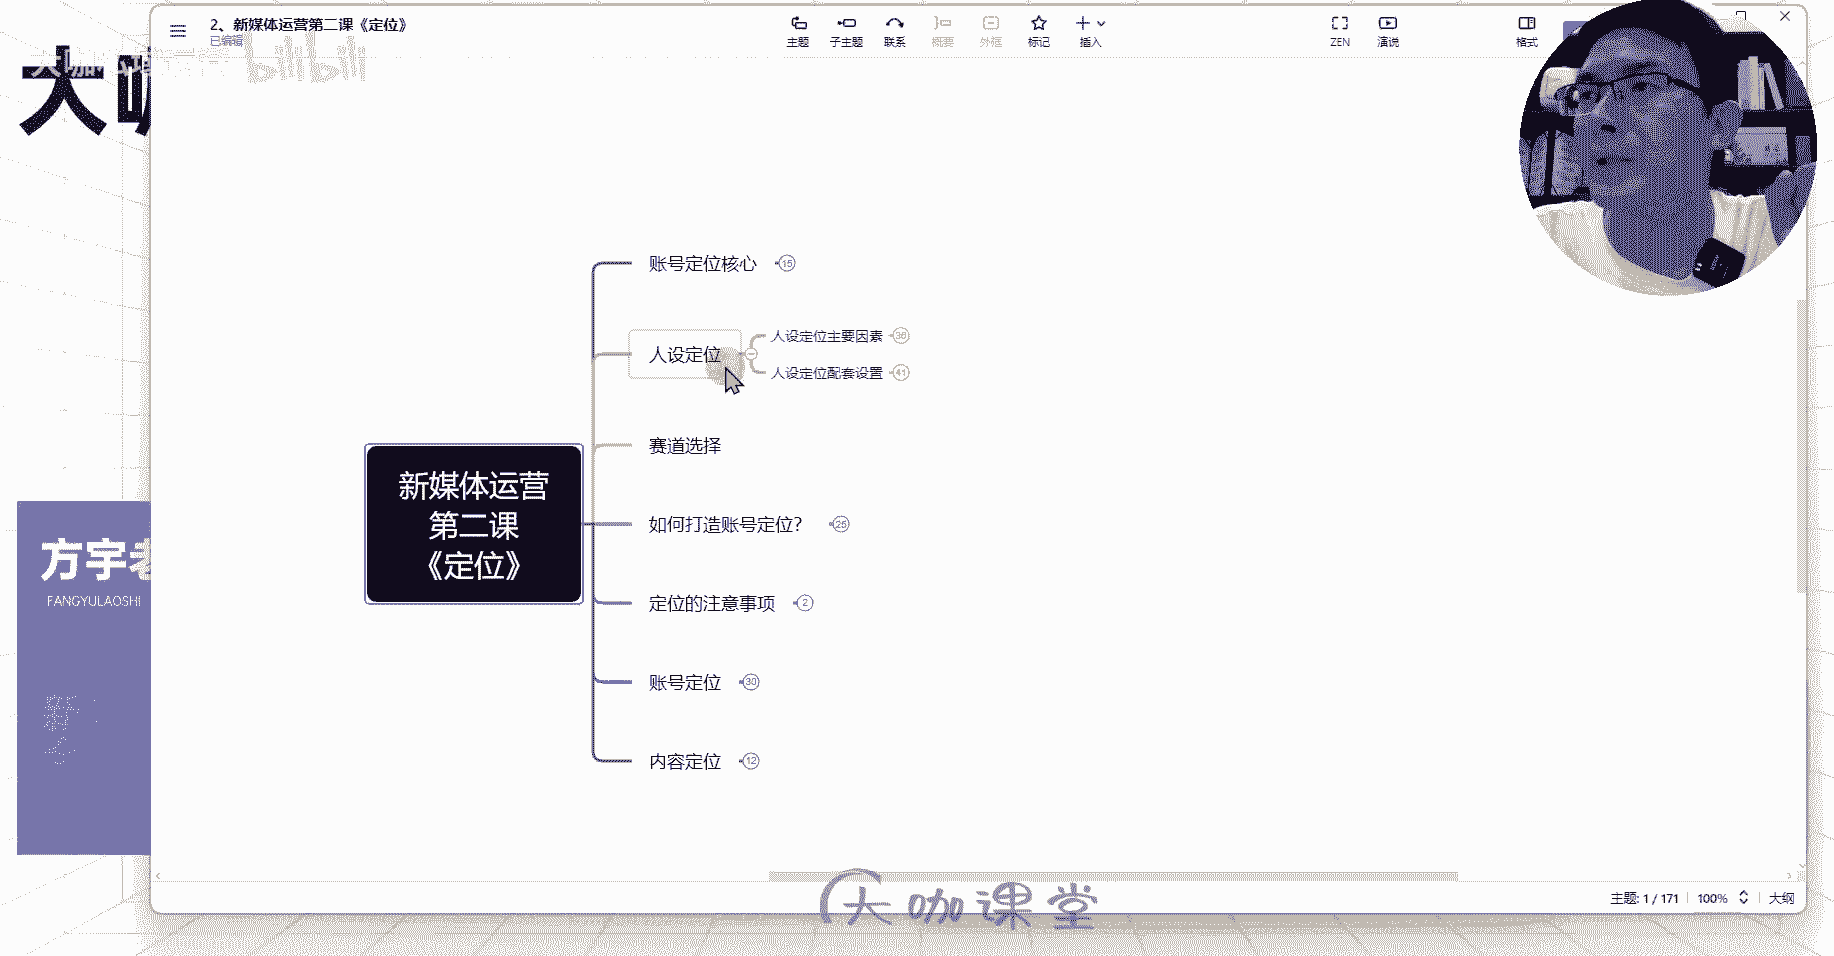 2、新媒体运营第二课《定位》
已编辑
主题
子主题
联系
概要
外框
标记
插入
ZEN
演说
格式
bilibili
大咖
账号定位核心
15
人设定位
人设定位主要因素
36
人设定位配套设置
41
赛道选择
新媒体运营
第二课
《定位》
如何打造账号定位?
25
定位的注意事项
2
账号定位
30
内容定位
12
方宇老
FANGYULAOSHI
大咖课堂
主题: 1 / 171
100%
大纲